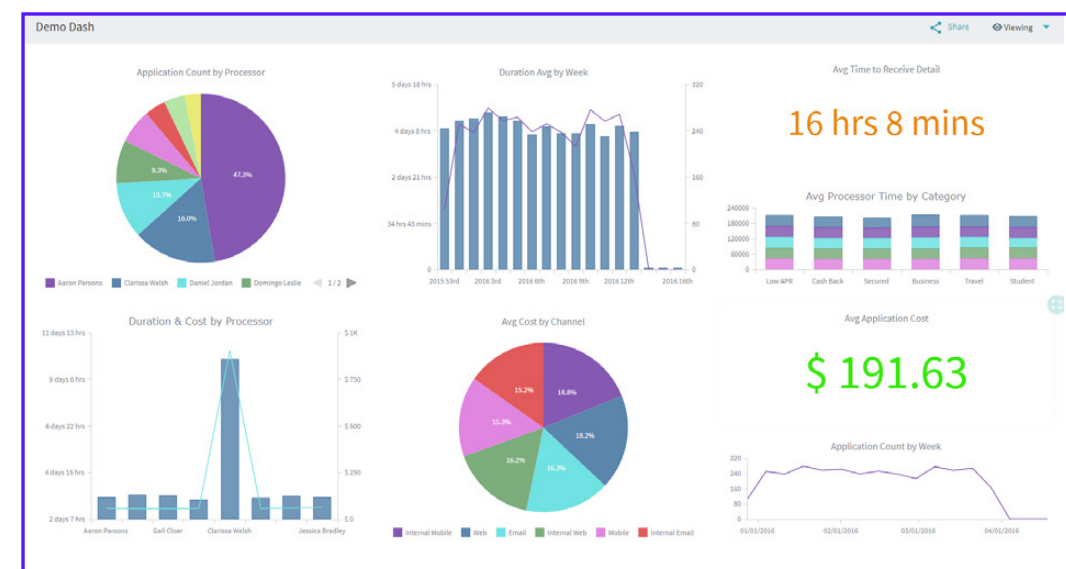 Demo Dash
Share
Viewing
Application Count by Processor
47.3%
16.0%
10.7%
8.3%
Aaron Parsons Clarissa Welsh Daniel Jordan Domingo Leslie 1/2
Duration Avg by Week
5 days 18 hrs
4 days 8 hrs
2 days 21 hrs
34 hrs 43 mins
0
320
240
160
80
0
2015 53rd 2016 3rd 2016 6th 2016 9th 2016 12th 2016 16th
Avg Time to Receive Detail
16 hrs 8 mins
Avg Processor Time by Category
240000
180000
120000
60000
0
Low APR Cash Back Secured Business Travel Student
Duration & Cost by Processor
11 days 13 hrs
9 days 6 hrs
6 days 22 hrs
4 days 15 hrs
2 days 7 hrs
$ 1K
$ 750
$ 500
$ 250
$ 0
Aaron Parsons Gail Cloer Clarissa Welsh Jessica Bradley
Avg Cost by Channel
18.8%
18.2%
16.3%
16.2%
15.3%
15.2%
Internal Mobile Web Email Internal Web Mobile Internal Email
Avg Application Cost
$ 191.63
Application Count by Week
320
240
160
80
0
01/01/2016 02/01/2016 03/01/2016 04/01/2016